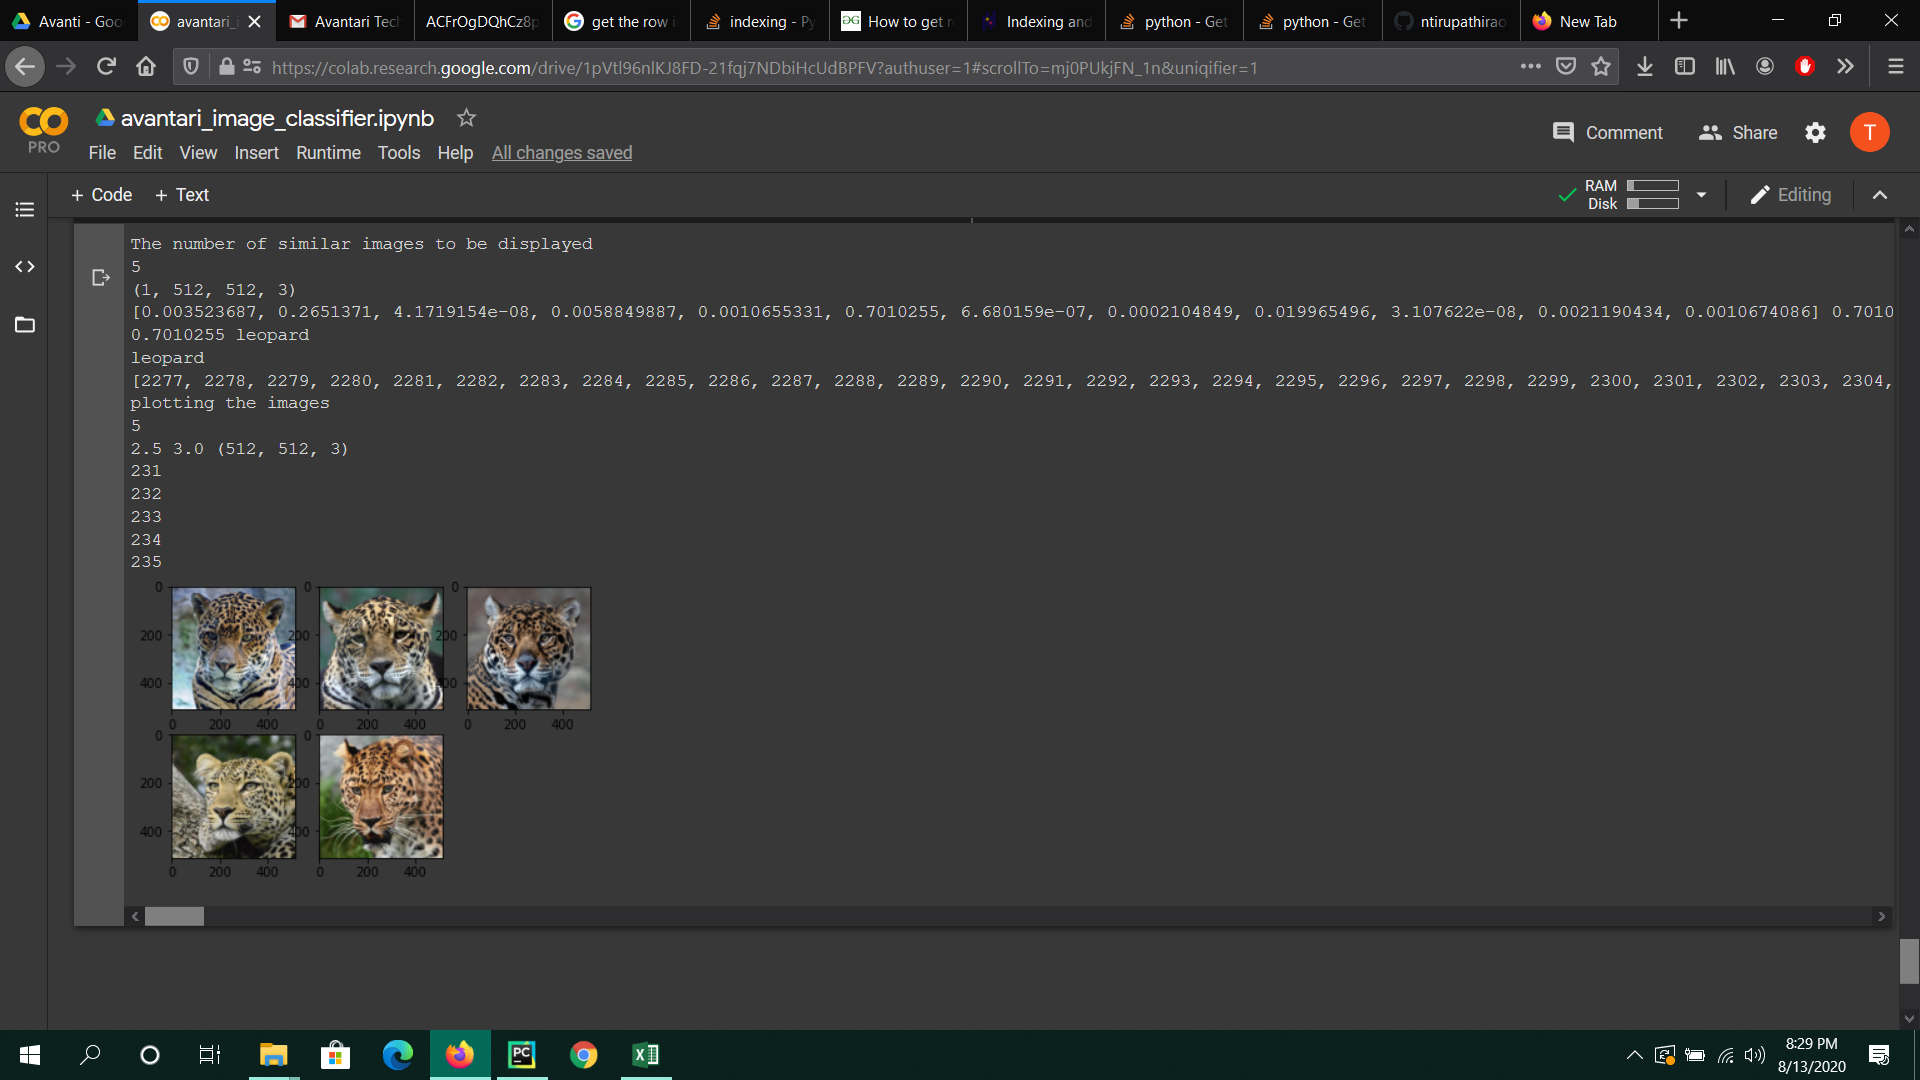 Avanti - Goo
avantari_
Avantari Tech
ACFrOgDQhCz8p
get the row i
indexing - Py
How to get r
Indexing and
python - Get
python - Get
ntirupathirao
New Tab
https://colab.research.google.com/drive/1pVtl96nlKJ8FD-21fqj7NDbiHcUdBPFV?authuser=1#scrollTo=mj0PUkjFN_1n&uniqifier=1
PRO
avantari_image_classifier.ipynb
File Edit View Insert Runtime Tools Help All changes saved
Comment Share T
+ Code + Text
RAM
Disk
Editing
The number of similar images to be displayed
5
(1, 512, 512, 3)
[0.003523687, 0.2651371, 4.1719154e-08, 0.0058849887, 0.0010655331, 0.7010255, 6.680159e-07, 0.0002104849, 0.019965496, 3.107622e-08, 0.0021190434, 0.0010674086] 0.7010
0.7010255 leopard
leopard
[2277, 2278, 2279, 2280, 2281, 2282, 2283, 2284, 2285, 2286, 2287, 2288, 2289, 2290, 2291, 2292, 2293, 2294, 2295, 2296, 2297, 2298, 2299, 2300, 2301, 2302, 2303, 2304,
plotting the images
5
2.5 3.0 (512, 512, 3)
231
232
233
234
235
0 0 0
200 200 200
400 400 400
0 200 400 0 200 400 0 200 400
0 0
200 200
400 400
0 200 400 0 200 400
PC
8:29 PM
8/13/2020